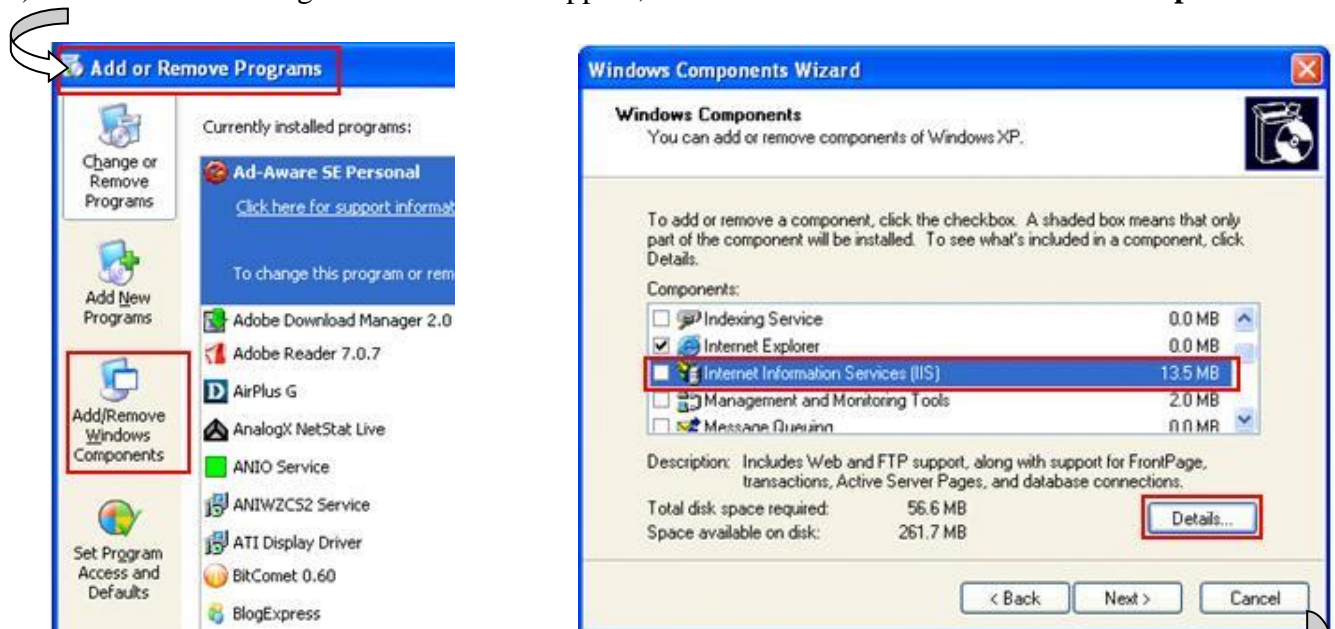 Add or Remove Programs
Change or
Remove
Programs
Add New
Programs
Add/Remove
Windows
Components
Set Program
Access and
Defaults
Currently installed programs:
Ad-Aware SE Personal
Click here for support informat
To change this program or rem
Adobe Download Manager 2.0
Adobe Reader 7.0.7
AirPlus G
AnalogX NetStat Live
ANIO Service
ANIWZCS2 Service
ATI Display Driver
BitComet 0.60
BlogExpress
Windows Components Wizard
Windows Components
You can add or remove components of Windows XP.
To add or remove a component, click the checkbox. A shaded box means that only
part of the component will be installed. To see what's included in a component, click
Details.
Components:
Indexing Service 0.0 MB
Internet Explorer 0.0 MB
Internet Information Services (IIS) 13.5 MB
Management and Monitoring Tools 2.0 MB
Message Queuing 0.0 MB
Description: Includes Web and FTP support, along with support for FrontPage,
transactions, Active Server Pages, and database connections.
Total disk space required: 56.6 MB
Space available on disk: 261.7 MB
Details...
< Back Next > Cancel